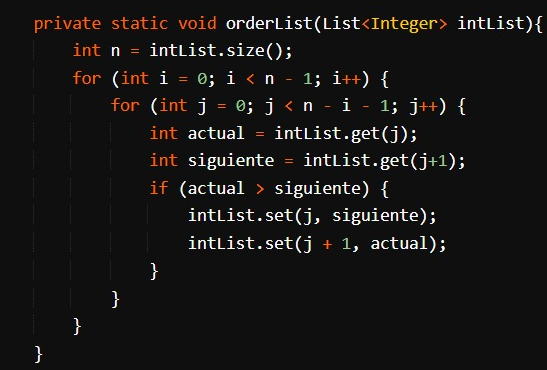 private static void orderList(List<Integer> intList){
    int n = intList.size();
    for (int i = 0; i < n - 1; i++) {
        for (int j = 0; j < n - i - 1; j++) {
            int actual = intList.get(j);
            int siguiente = intList.get(j+1);
            if (actual > siguiente) {
                intList.set(j, siguiente);
                intList.set(j + 1, actual);
            }
        }
    }
}